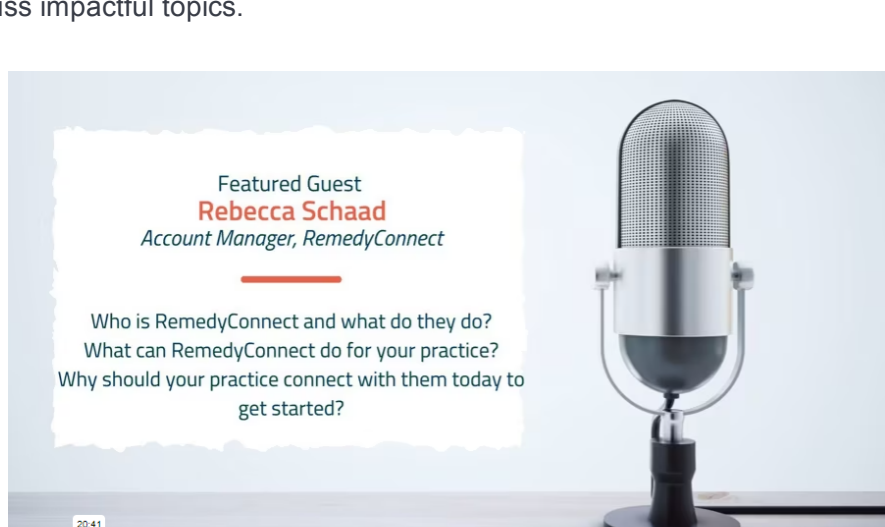 iss impactful topics.
Featured Guest
Rebecca Schaad
Account Manager, RemedyConnect
Who is RemedyConnect and what do they do?
What can RemedyConnect do for your practice?
Why should your practice connect with them today to
get started?
20:41